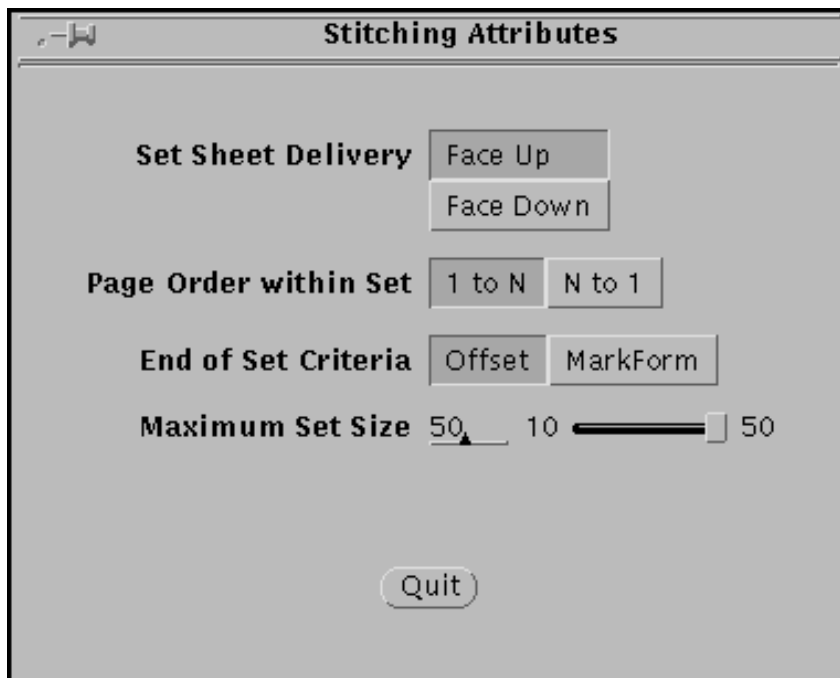 Stitching Attributes
Set Sheet Delivery Face Up
Face Down
Page Order within Set 1 to N N to 1
End of Set Criteria Offset MarkForm
Maximum Set Size 50 10 50
Quit